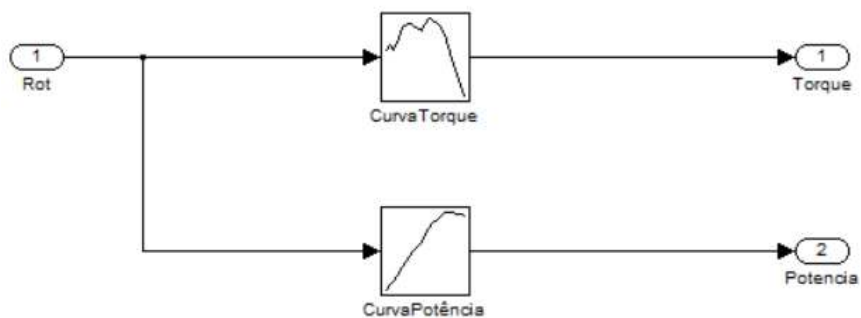 1
Rot
CurvaTorque
1
Torque
CurvaPotência
2
Potencia